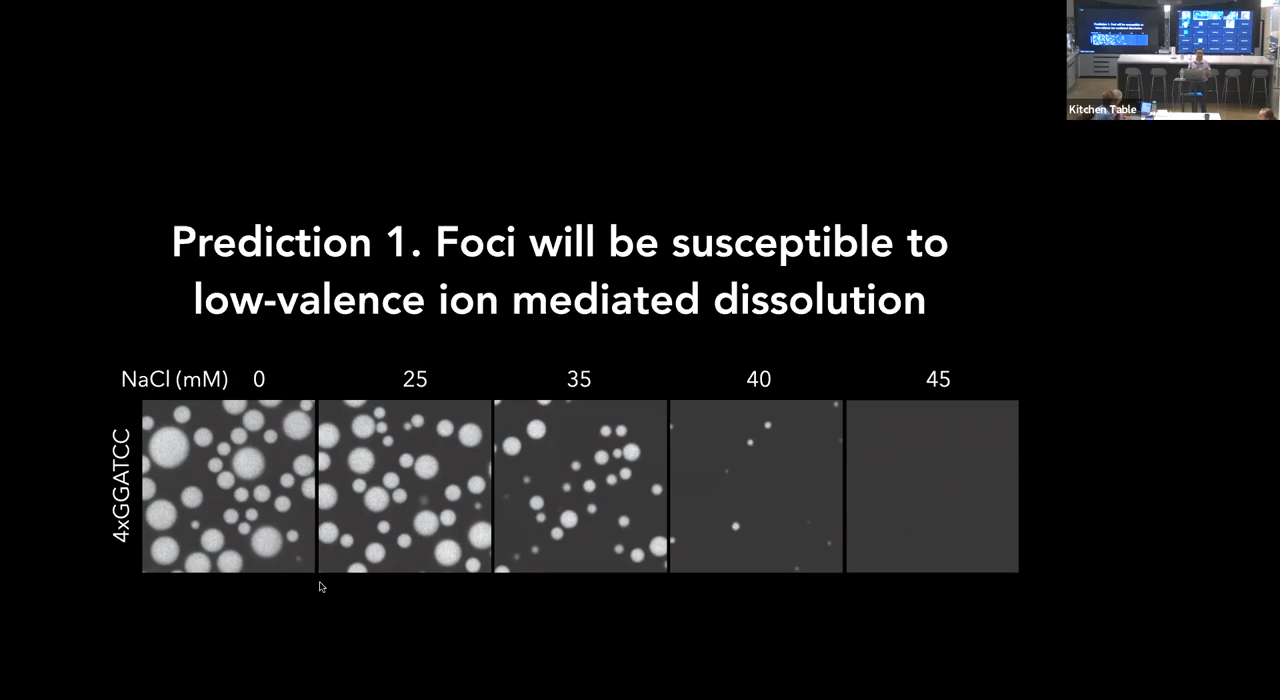 Kitchen Table
Prediction 1. Foci will be susceptible to
low-valence ion mediated dissolution
NaCl (mM) 0 25 35 40 45
4xGGATCC